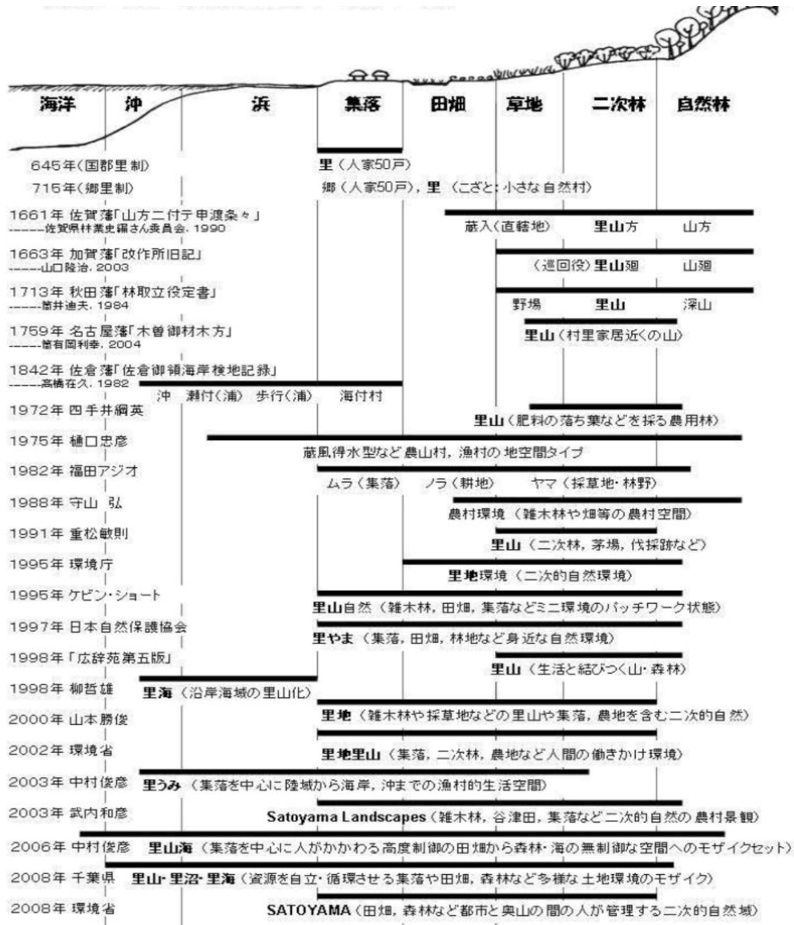 海洋 沖 浜 集落 田畑 草地 二次林 自然林
645年(国郡里制) 里 (人家50戸)
715年(郷里制) 郷 (人家50戸), 里 (こざと:小さな自然村)
1661年 佐賀藩「山方二付テ申渡条々」
-----佐賀県林業史編さん委員会. 1990 蔵入(直轄地) 里山方 山方
1663年 加賀藩「改作所旧記」
-----山口隆治. 2003 (巡回役)里山廻 山廻
1713年 秋田藩「林取立役定書」
-----筒井迪夫. 1984 野場 里山 深山
1759年 名古屋藩「木曽御材木方」
-----筒有岡利幸. 2004 里山(村里家居近くの山)
1842年 佐倉藩「佐倉御領海岸検地記録」
-----高橋在久. 1982
沖 瀬付(浦) 歩行(浦) 海付村
1972年 四手井綱英 里山(肥料の落ち葉などを採る農用林)
1975年 樋口忠彦
蔵風得水型など農山村, 漁村の地空間タイプ
1982年 福田アジオ
ムラ(集落) ノラ(耕地) ヤマ(採草地・林野)
1988年 守山 弘
農村環境(雑木林や畑等の農村空間)
1991年 重松敏則
里山 (二次林, 茅場, 伐採跡など)
1995年 環境庁
里地環境 (二次的自然環境)
1995年 ケビン・ショート
里山自然 (雑木林, 田畑, 集落などミニ環境のパッチワーク状態)
1997年 日本自然保護協会
里やま (集落, 田畑, 林地など身近な自然環境)
1998年「広辞苑第五版」
里山 (生活と結びつく山・森林)
1998年 柳哲雄 里海 (沿岸海域の里山化)
2000年 山本勝俊 里地 (雑木林や採草地などの里山や集落, 農地を含む二次的自然)
2002年 環境省
里地里山 (集落, 二次林, 農地など人間の働きかけ環境)
2003年 中村俊彦 里うみ (集落を中心に陸域から海岸, 沖までの漁村的生活空間)
2003年 武内和彦
Satoyama Landscapes (雑木林, 谷津田, 集落など二次的自然の農村景観)
2006年 中村俊彦 里山海 (集落を中心に人がかかわる高度制御の田畑から森林・海の無制御な空間へのモザイクセット)
2008年 千葉県 里山・里沼・里海 (資源を自立・循環させる集落や田畑, 森林など多様な土地環境のモザイク)
2008年 環境省 SATOYAMA (田畑, 森林など都市と奥山の間の人が管理する二次的自然域)